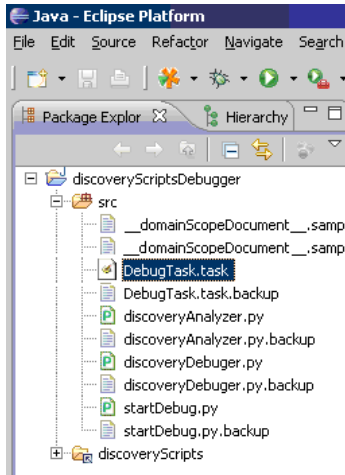 Java - Eclipse Platform
File Edit Source Refactor Navigate Search
Package Explor Hierarchy
discoveryScriptsDebugger
src
__domainScopeDocument__.samp
__domainScopeDocument__.samp
DebugTask.task
DebugTask.task.backup
discoveryAnalyzer.py
discoveryAnalyzer.py.backup
discoveryDebuger.py
discoveryDebuger.py.backup
startDebug.py
startDebug.py.backup
discoveryScripts